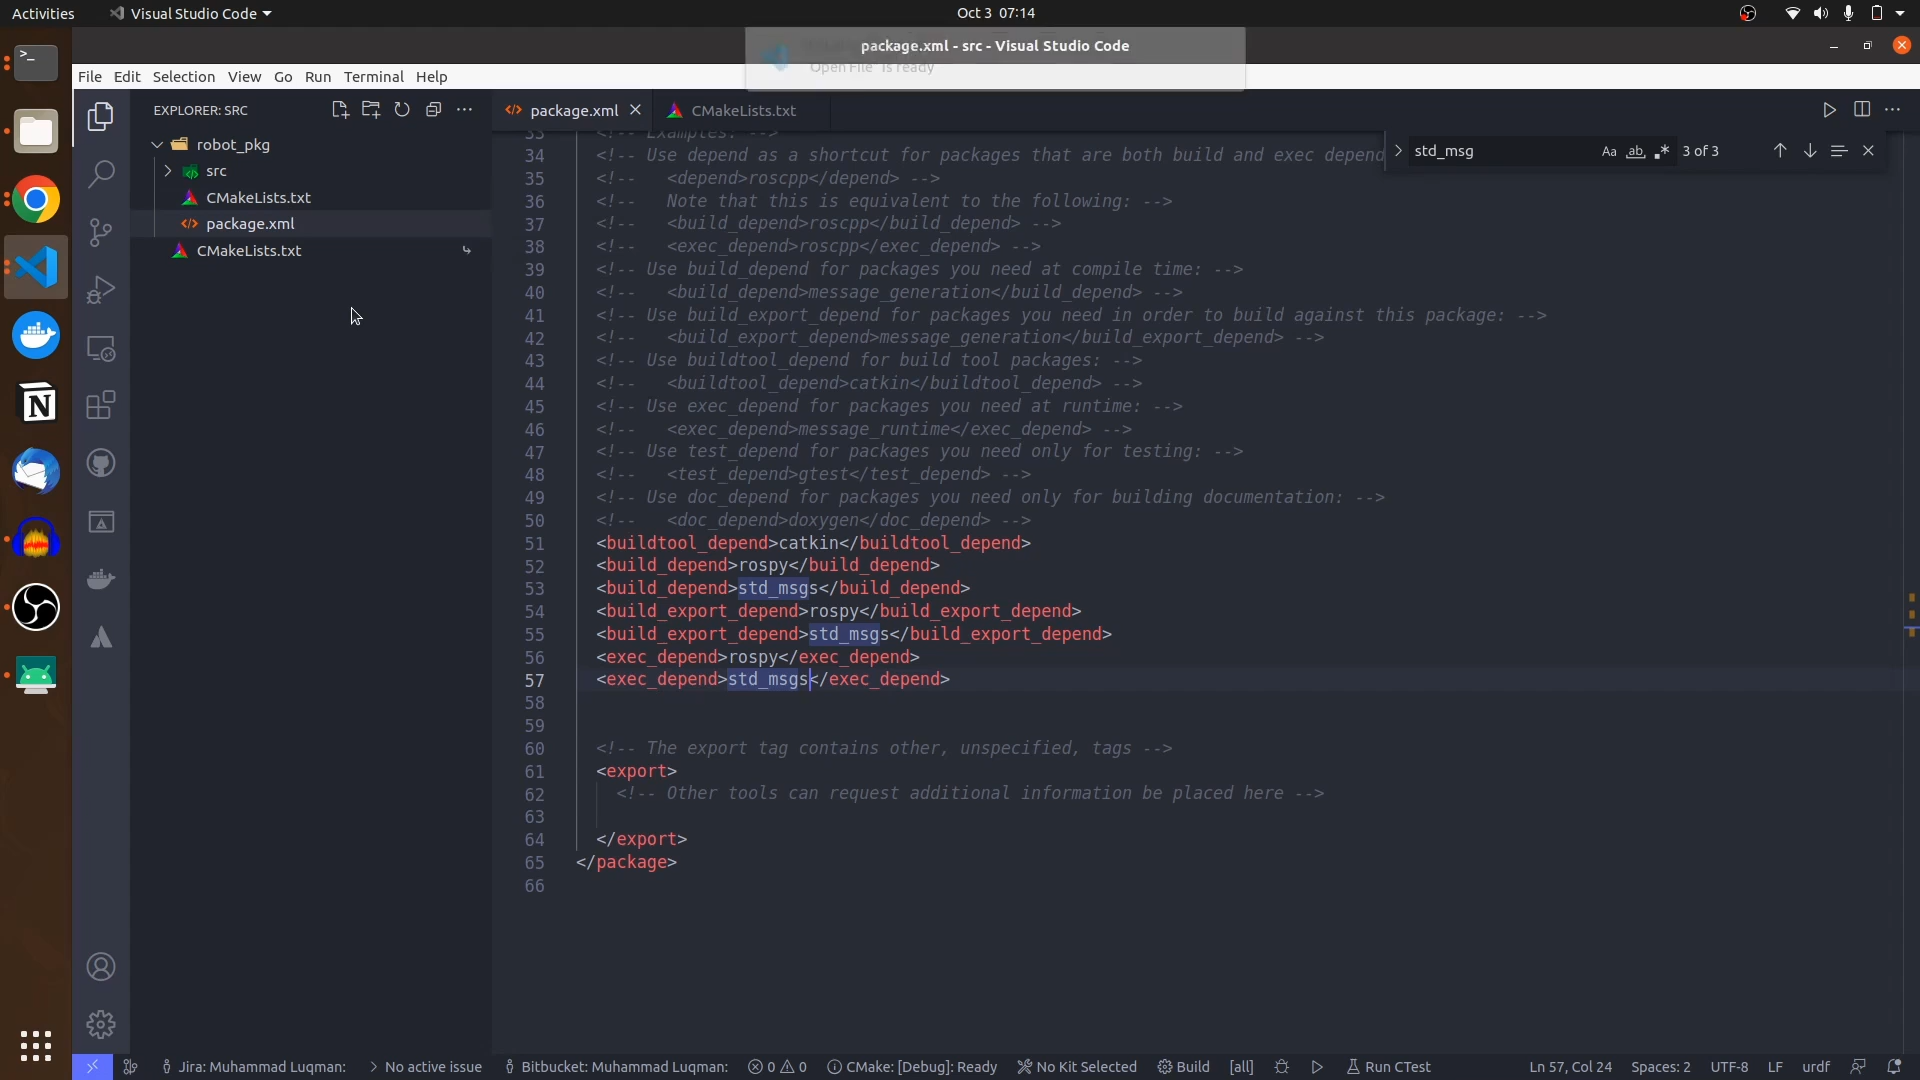 Activities
Visual Studio Code
Oct 3 07:14
package.xml - src - Visual Studio Code
"Open File" is ready
File Edit Selection View Go Run Terminal Help
EXPLORER: SRC
package.xml
CMakeLists.txt
robot_pkg
src
CMakeLists.txt
package.xml
CMakeLists.txt
std_msg
Aa
ab
3 of 3
33 <!-- Examples: -->
34 <!-- Use depend as a shortcut for packages that are both build and exec depend
35 <!--   <depend>roscpp</depend> -->
36 <!--   Note that this is equivalent to the following: -->
37 <!--   <build_depend>roscpp</build_depend> -->
38 <!--   <exec_depend>roscpp</exec_depend> -->
39 <!-- Use build_depend for packages you need at compile time: -->
40 <!--   <build_depend>message_generation</build_depend> -->
41 <!-- Use build_export_depend for packages you need in order to build against this package: -->
42 <!--   <build_export_depend>message_generation</build_export_depend> -->
43 <!-- Use buildtool_depend for build tool packages: -->
44 <!--   <buildtool_depend>catkin</buildtool_depend> -->
45 <!-- Use exec_depend for packages you need at runtime: -->
46 <!--   <exec_depend>message_runtime</exec_depend> -->
47 <!-- Use test_depend for packages you need only for testing: -->
48 <!--   <test_depend>gtest</test_depend> -->
49 <!-- Use doc_depend for packages you need only for building documentation: -->
50 <!--   <doc_depend>doxygen</doc_depend> -->
51 <buildtool_depend>catkin</buildtool_depend>
52 <build_depend>rospy</build_depend>
53 <build_depend>std_msgs</build_depend>
54 <build_export_depend>rospy</build_export_depend>
55 <build_export_depend>std_msgs</build_export_depend>
56 <exec_depend>rospy</exec_depend>
57 <exec_depend>std_msgs</exec_depend>
58
59
60 <!-- The export tag contains other, unspecified, tags -->
61 <export>
62 <!-- Other tools can request additional information be placed here -->
63
64 </export>
65 </package>
66
Jira: Muhammad Luqman: No active issue Bitbucket: Muhammad Luqman: 0 0 CMake: [Debug]: Ready No Kit Selected Build [all] Run CTest Ln 57, Col 24 Spaces: 2 UTF-8 LF urdf